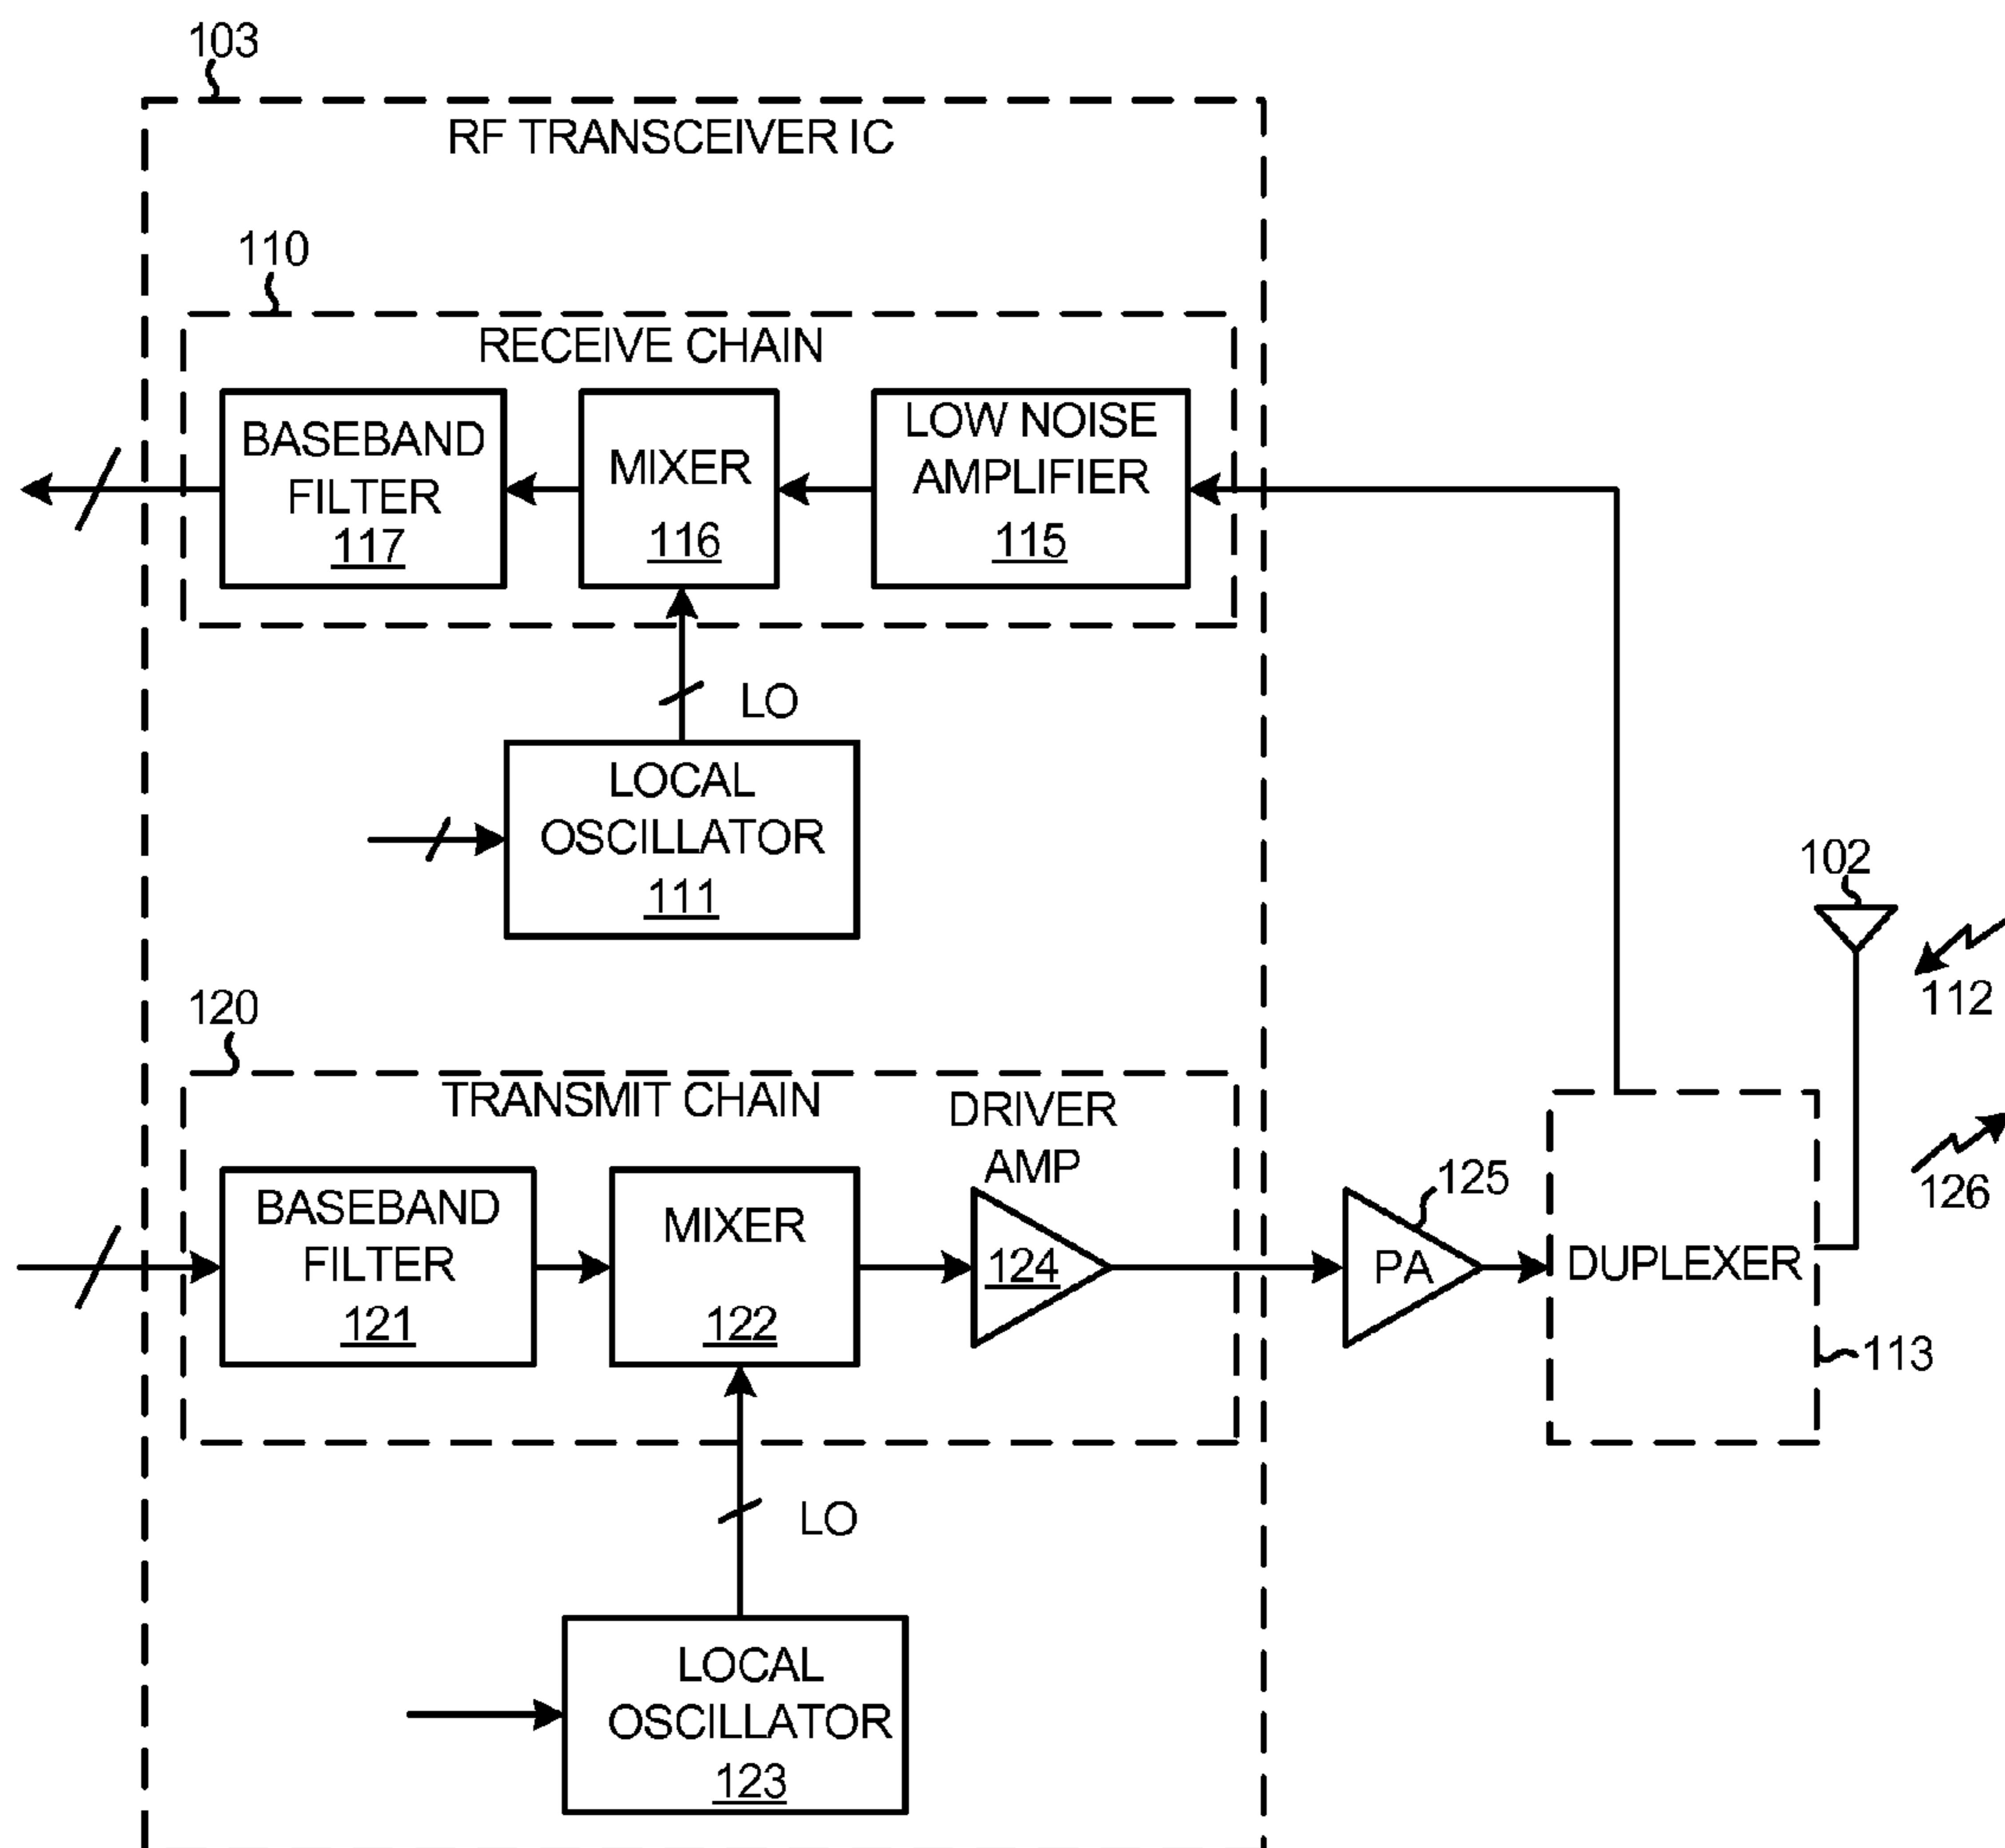 103
RF TRANSCEIVER IC
110
RECEIVE CHAIN
BASEBAND
FILTER
117
MIXER
116
LOW NOISE
AMPLIFIER
115
LO
LOCAL
OSCILLATOR
111
102
112
120
TRANSMIT CHAIN
DRIVER
AMP
BASEBAND
FILTER
121
MIXER
122
124
125
PA
DUPLEXER
126
113
LO
LOCAL
OSCILLATOR
123